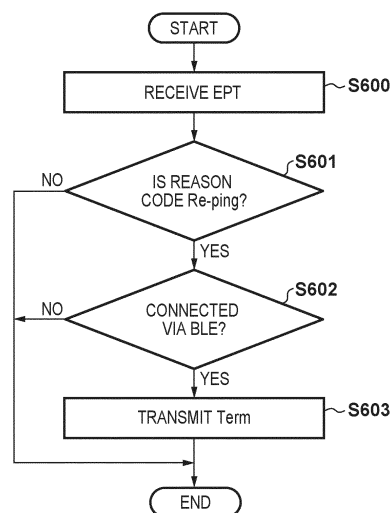 START
RECEIVE EPT
S600
S601
IS REASON
CODE Re-ping?
NO
YES
S602
CONNECTED
VIA BLE?
NO
YES
TRANSMIT Term
S603
END